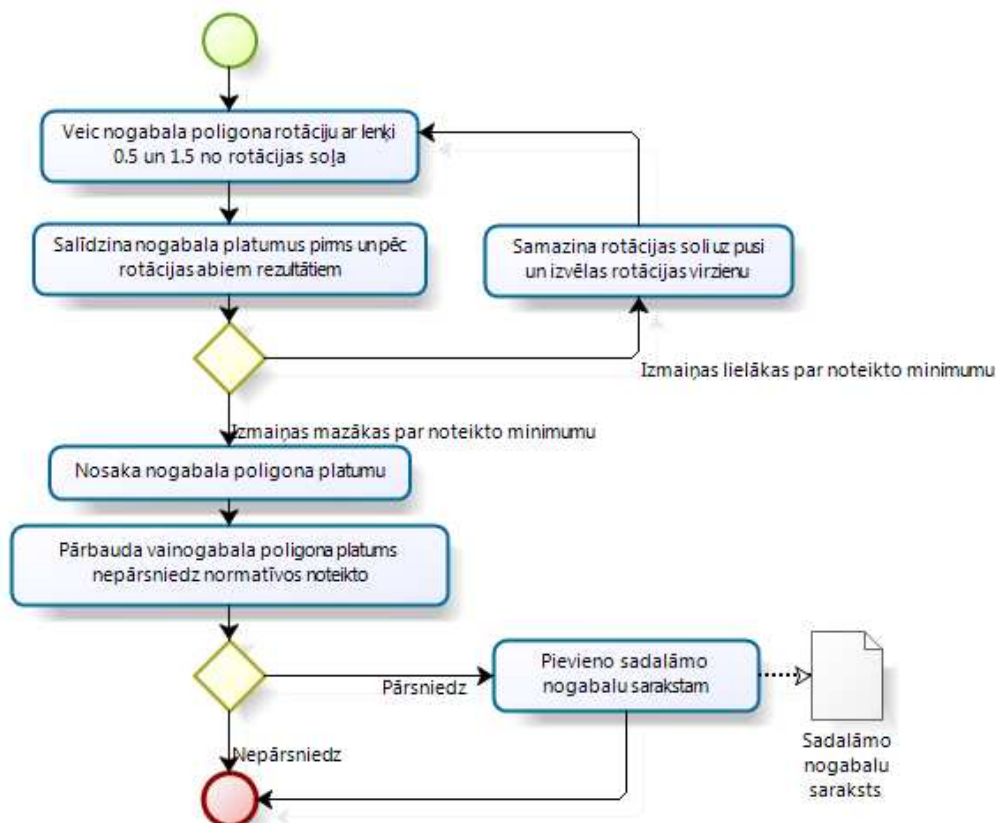 Veic nogabala poligona rotāciju ar leņķi
0.5 un 1.5 no rotācijas soļa
Salīdzina nogabala platumus pirms un pēc
rotācijas abiem rezultātiem
Samazina rotācijas soli uz pusi
un izvēlas rotācijas virzienu
Izmaiņas lielākas par noteikto minimumu
Izmaiņas mazākas par noteikto minimumu
Nosaka nogabala poligona platumu
Pārbauda vainogabala poligona platums
nepārsniedz normatīvos noteikto
Pārsniedz
Pievieno sadalāmo
nogabalu sarakstam
Sadalāmo
nogabalu
saraksts
Nepārsniedz